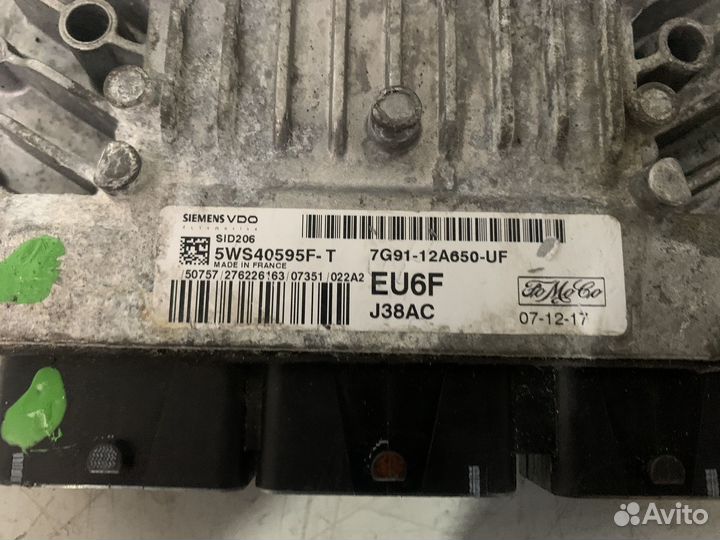 SIEMENS VDO
Automotive
SID206
5WS40595F-T
MADE IN FRANCE
50757/276226163/07351/022A2
7G91-12A650-UF
EU6F
J38AC
FoMoCo
07-12-17
Avito